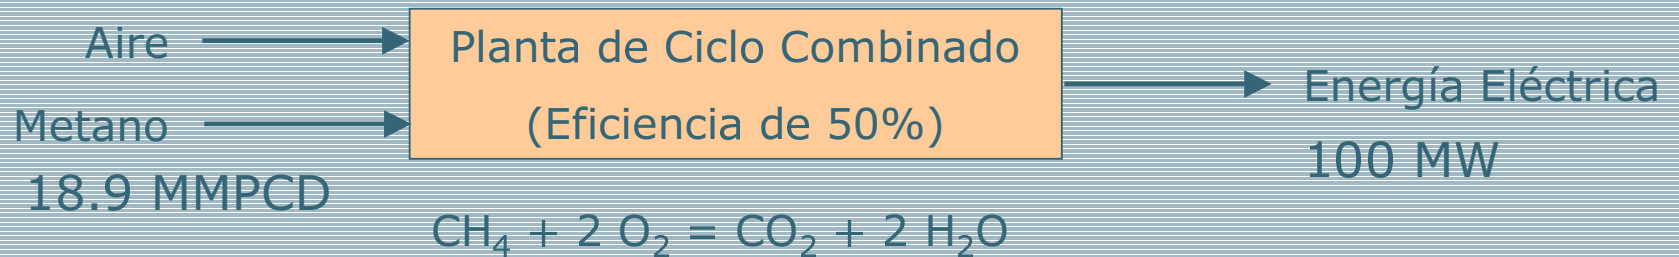 Aire
Metano
18.9 MMPCD
Planta de Ciclo Combinado
(Eficiencia de 50%)
Energía Eléctrica
100 MW
CH₄ + 2 O₂ = CO₂ + 2 H₂O